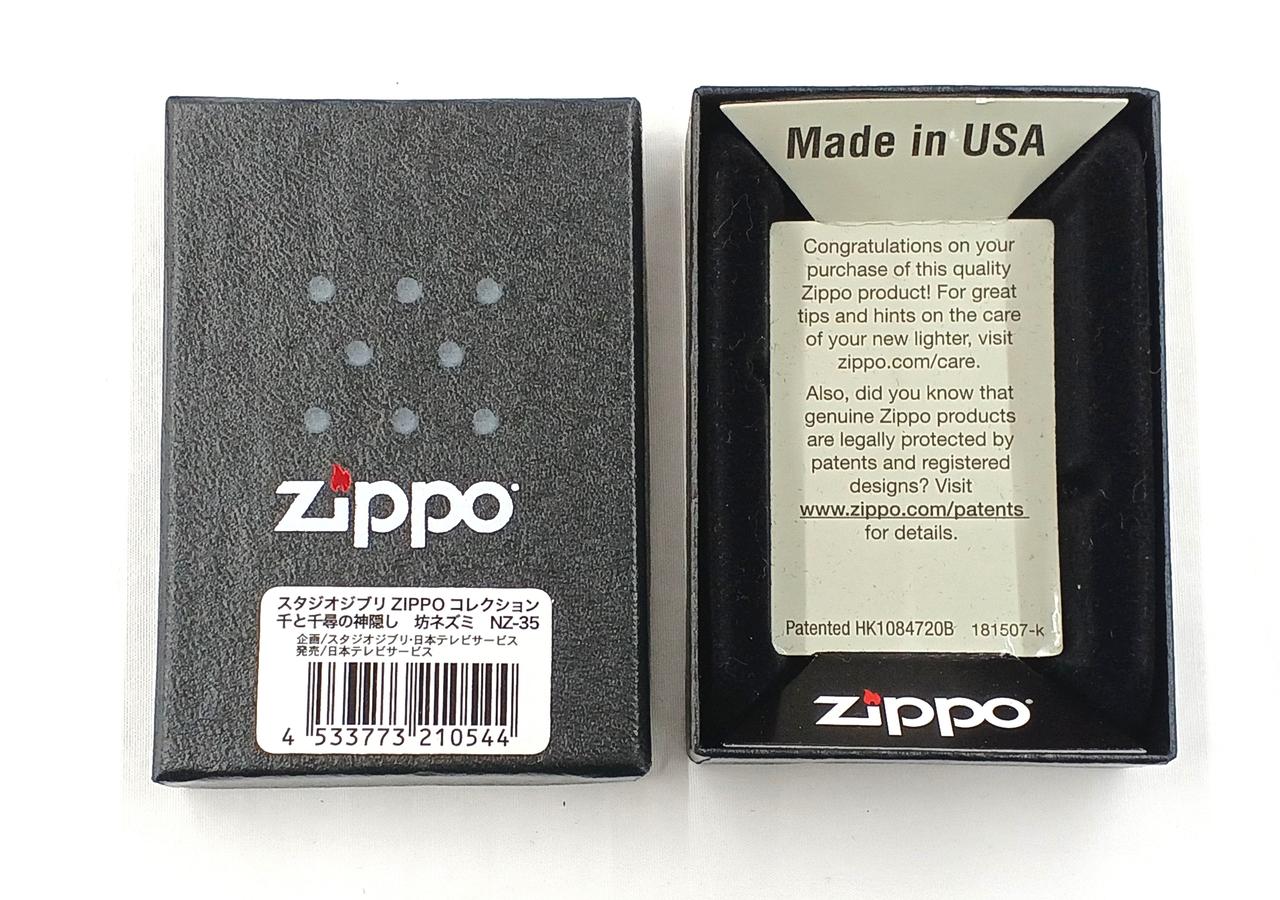 zippo
スタジオジブリ ZIPPO コレクション
千と千尋の神隠し 坊ネズミ NZ-35
企画/スタジオジブリ・日本テレビサービス
発売/日本テレビサービス
4 533773 210544
Made in USA
Congratulations on your
purchase of this quality
Zippo product! For great
tips and hints on the care
of your new lighter, visit
zippo.com/care.
Also, did you know that
genuine Zippo products
are legally protected by
patents and registered
designs? Visit
www.zippo.com/patents
for details.
Patented HK1084720B 181507-k
zippo